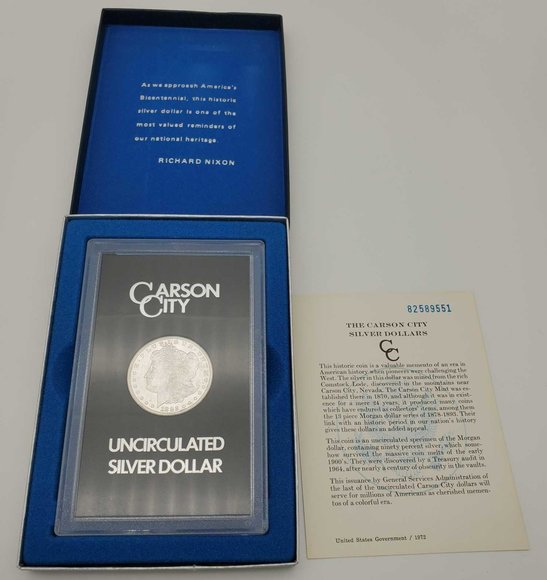 As we approach America's
Bicentennial, this historic
silver dollar is one of the
most valued reminders of
our national heritage.
RICHARD NIXON
CARSON
CITY
UNCIRCULATED
SILVER DOLLAR
82589551
THE CARSON CITY
SILVER DOLLARS
CC
This historic coin is a valuable memento of an era in
American history when pioneers were challenging the
West. The silver in this dollar was mined from the rich
Comstock Lode, discovered in the mountains near
Carson City, Nevada. The Carson City Mint was es-
tablished there in 1870, and although it was in exist-
ence for a mere 24 years, it produced many coins
which have endured as collectors' items, among them
the 13 piece Morgan dollar series of 1878-1893. Their
link with an historic period in our nation's history
gives these dollars an added appeal.
This coin is an uncirculated specimen of the Morgan
dollar, containing ninety percent silver, which some-
how survived the massive coin melts of the early
1900's. They were discovered by a Treasury audit in
1964, after nearly a century of obscurity in the vaults.
This issuance by General Services Administration of
the last of the uncirculated Carson City dollars will
serve for millions of Americans as cherished memen-
tos of a colorful era.
United States Government / 1972